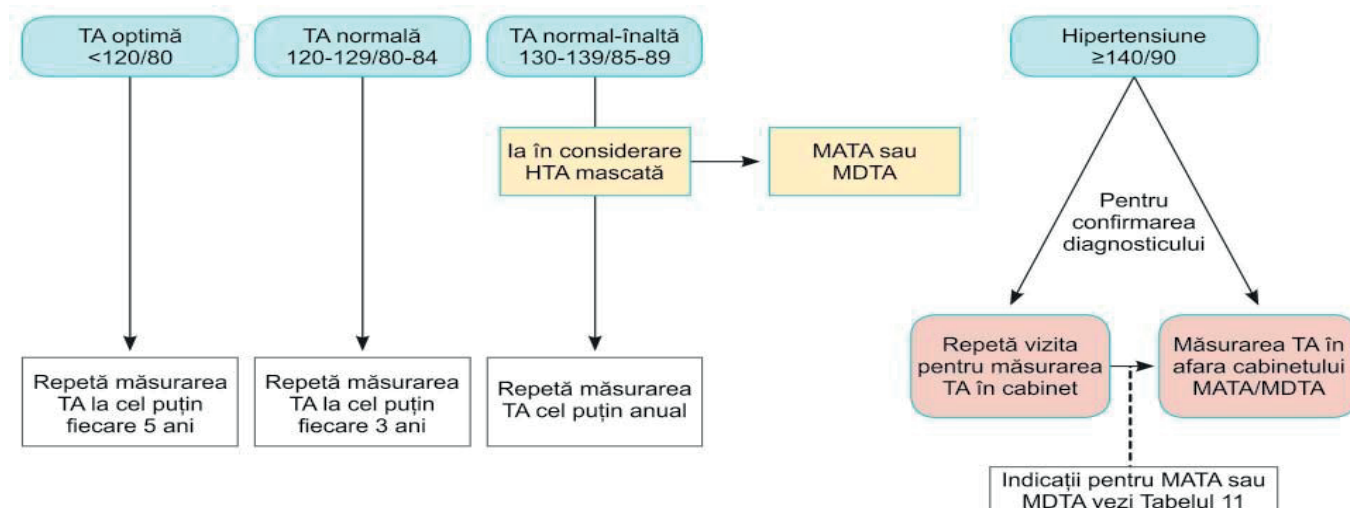 TA optimă
<120/80
TA normală
120-129/80-84
TA normal-înaltă
130-139/85-89
Hipertensiune
≥140/90
Ia în considerare
HTA mascată
MATA sau
MDTA
Pentru
confirmarea
diagnosticului
Repetă măsurarea
TA la cel puțin
fiecare 5 ani
Repetă măsurarea
TA la cel puțin
fiecare 3 ani
Repetă măsurarea
TA cel puțin anual
Repetă vizita
pentru măsurarea
TA în cabinet
Măsurarea TA în
afara cabinetului
MATA/MDTA
Indicații pentru MATA sau
MDTA vezi Tabelul 11